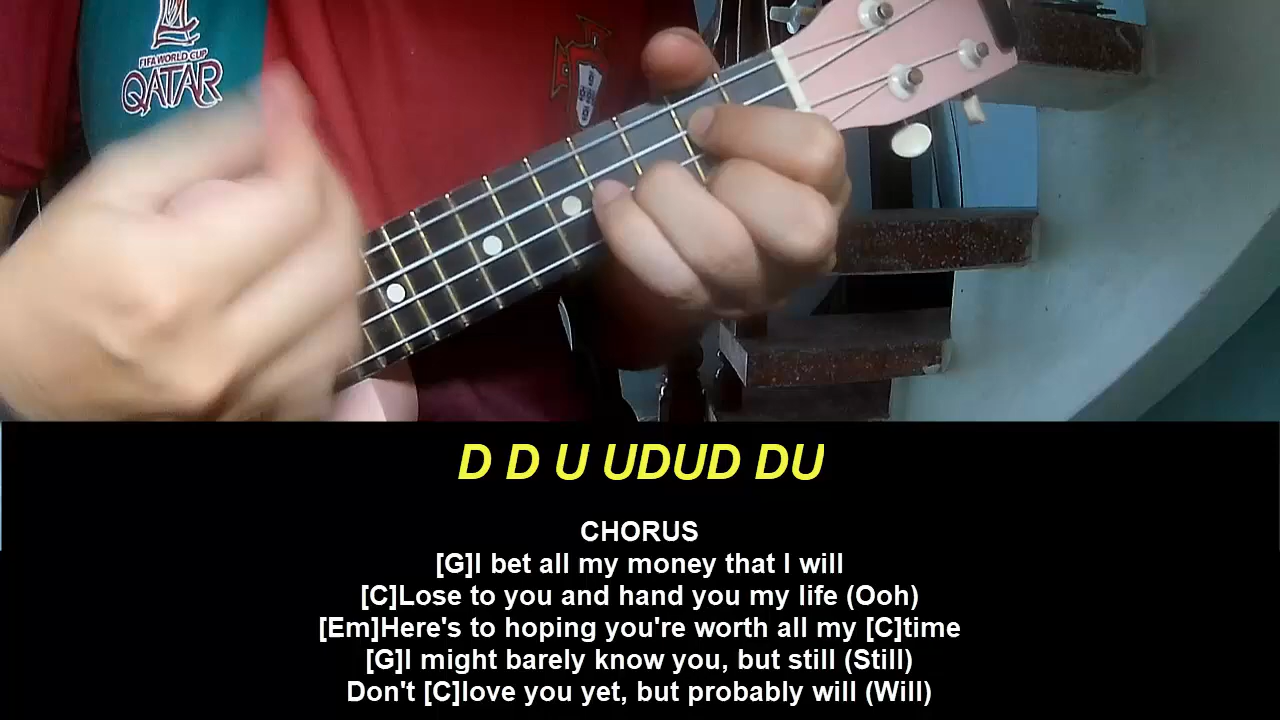 FIFA WORLD CUP
QATAR
D D U UDUD DU
CHORUS
[G]I bet all my money that I will
[C]Lose to you and hand you my life (Ooh)
[Em]Here's to hoping you're worth all my [C]time
[G]I might barely know you, but still (Still)
Don't [C]love you yet, but probably will (Will)